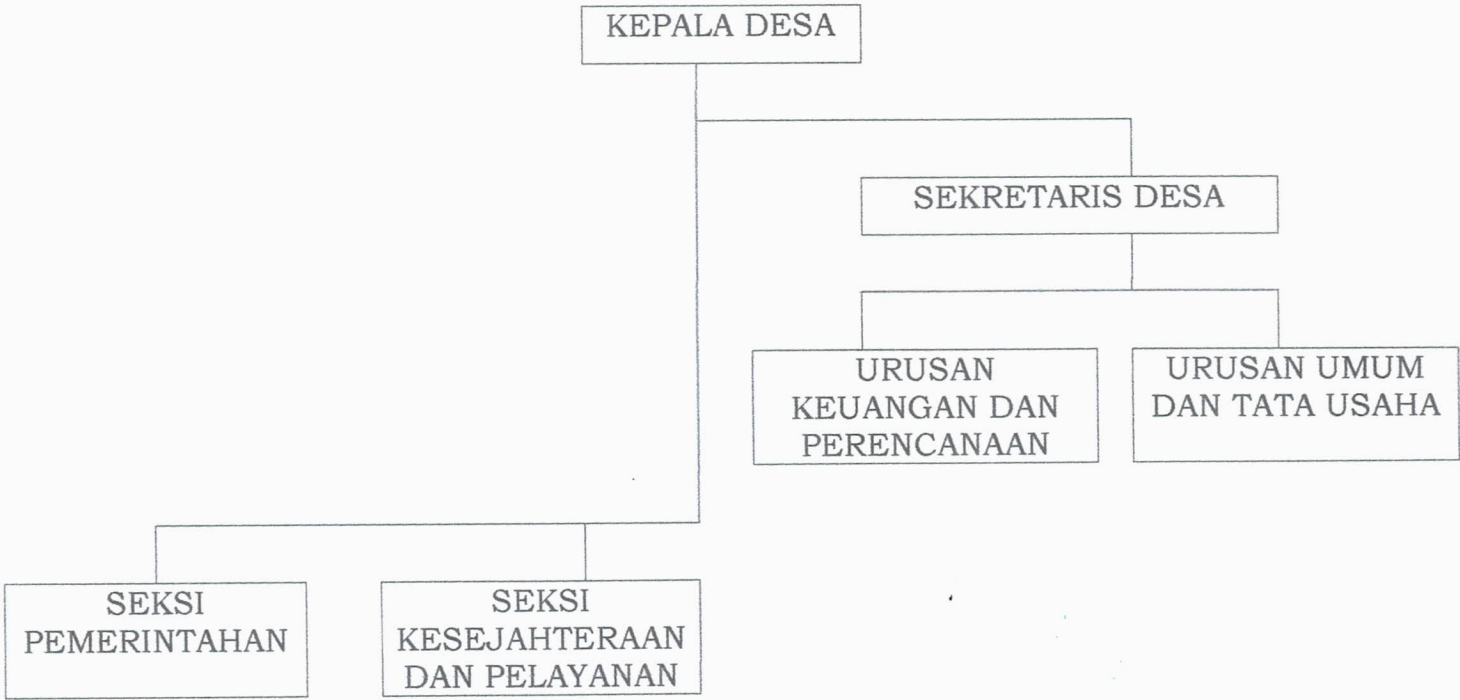 KEPALA DESA
SEKRETARIS DESA
URUSAN
KEUANGAN DAN
PERENCANAAN
URUSAN UMUM
DAN TATA USAHA
SEKSI
PEMERINTAHAN
SEKSI
KESEJAHTERAAN
DAN PELAYANAN